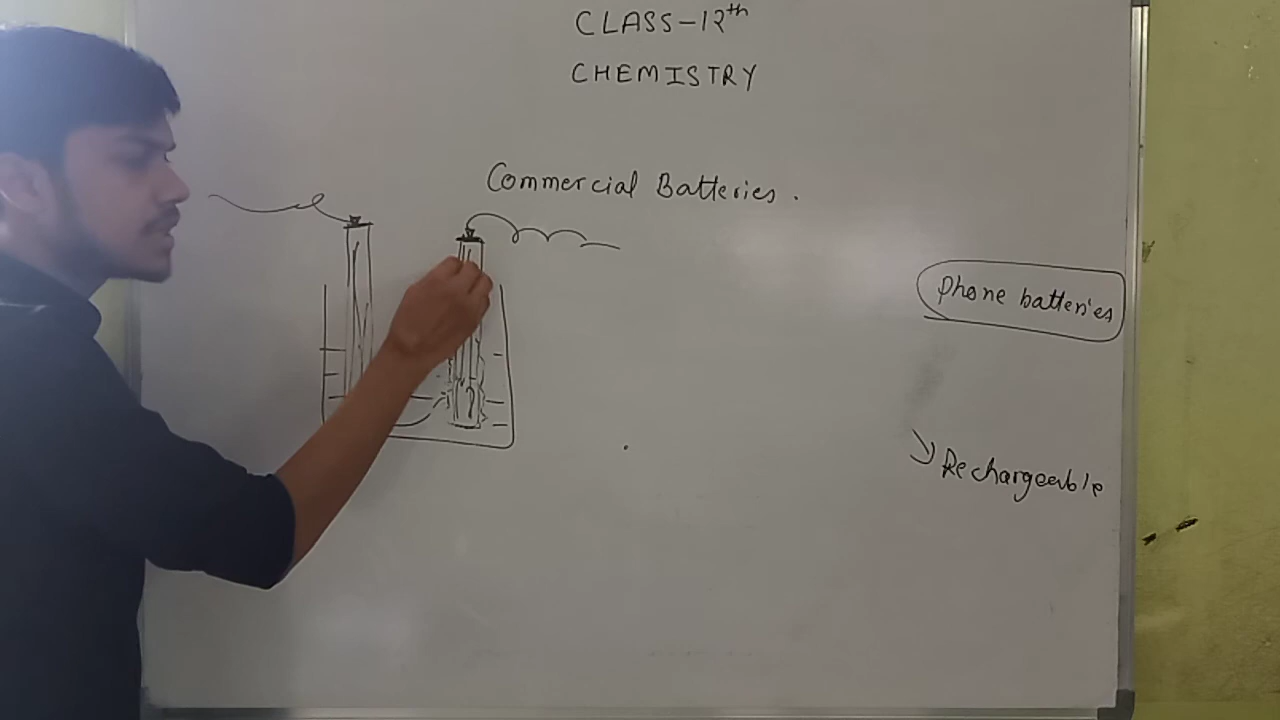 CLASS-12th
CHEMISTRY
Commercial Batteries.
Phone batteries
Rechargeable